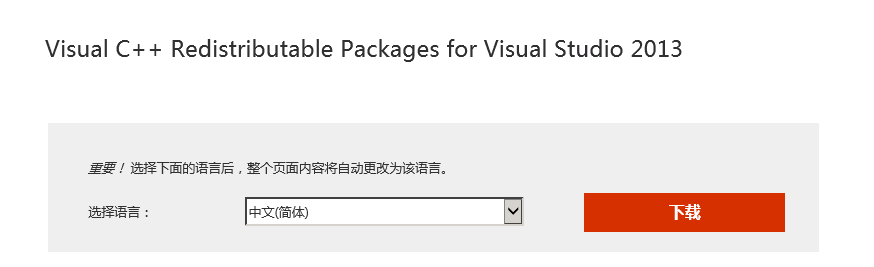 Visual C++ Redistributable Packages for Visual Studio 2013
重要！选择下面的语言后，整个页面内容将自动更改为该语言。
选择语言： 中文(简体) 下载